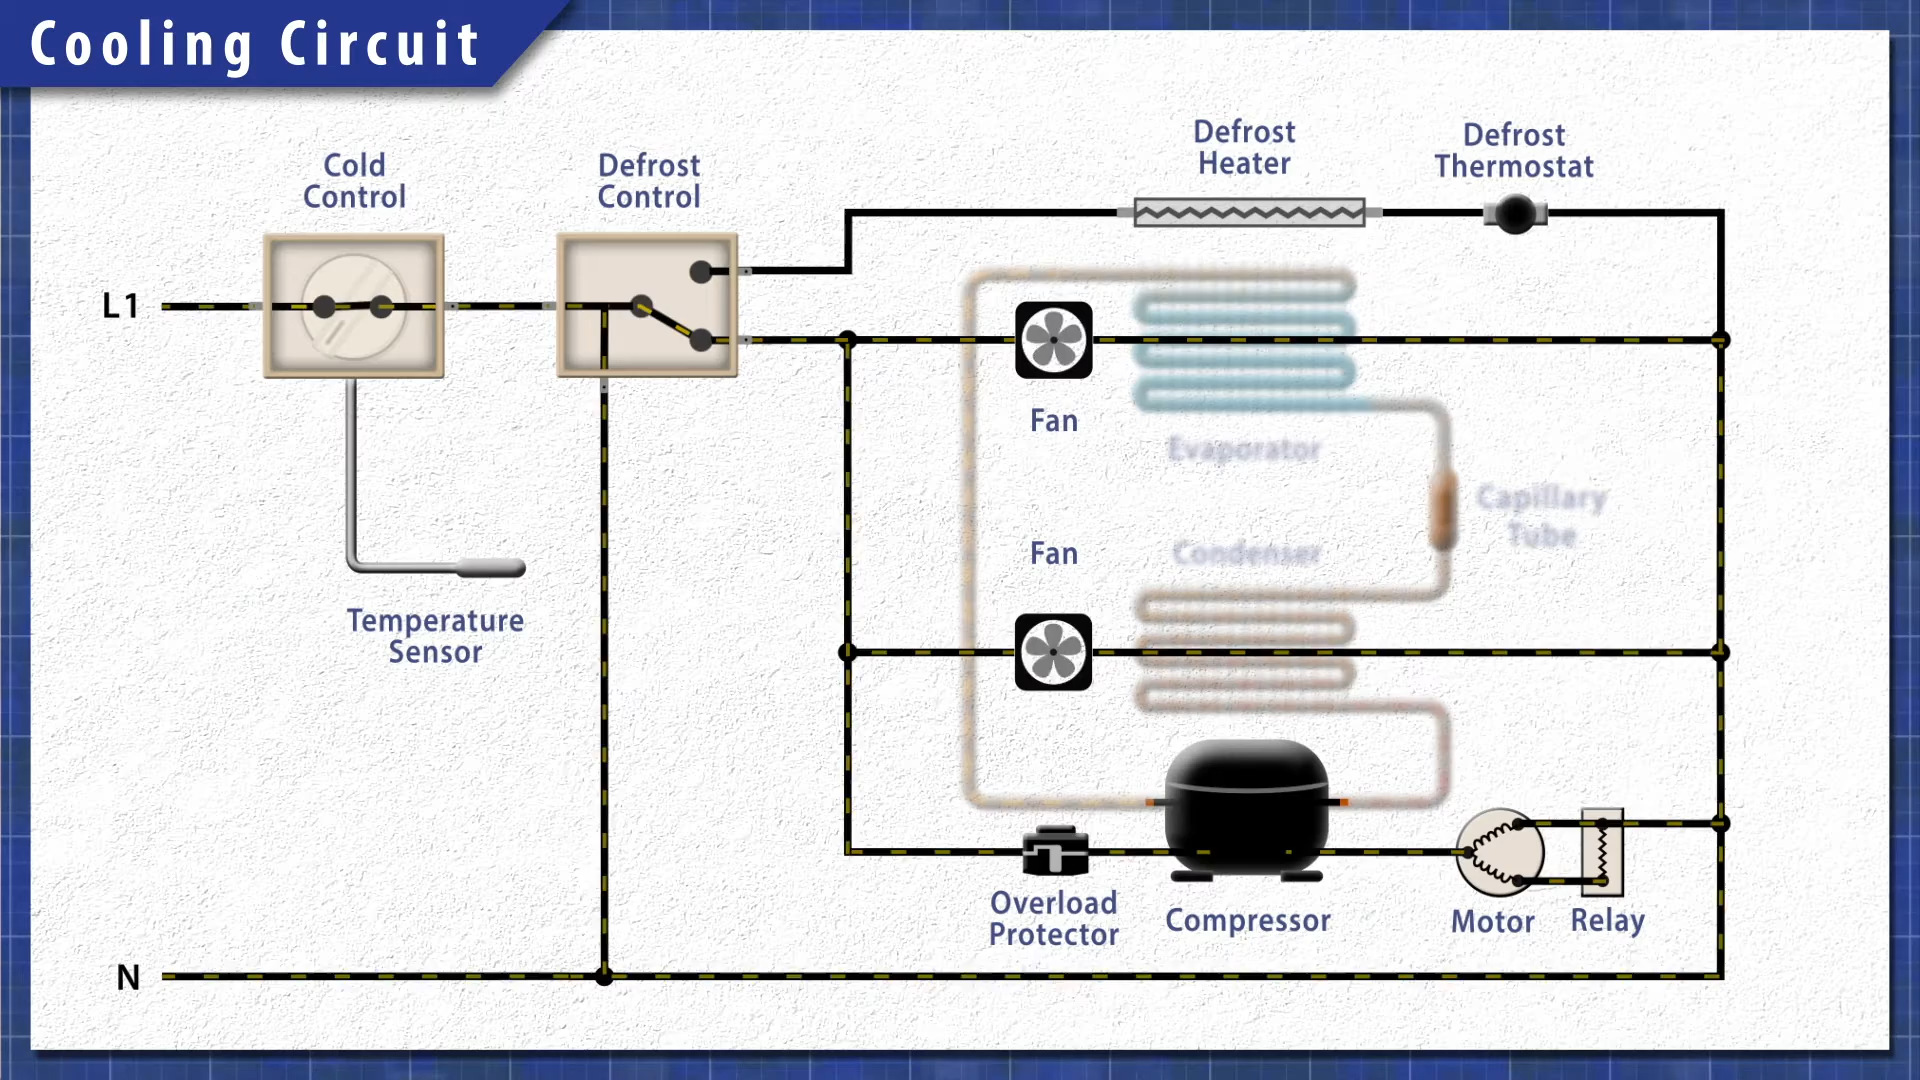 Cooling Circuit
Defrost
Heater
Defrost
Thermostat
Cold
Control
Defrost
Control
L1
Fan
Evaporator
Capillary
Tube
Fan
Condenser
Temperature
Sensor
Overload
Protector
Compressor
Motor
Relay
N